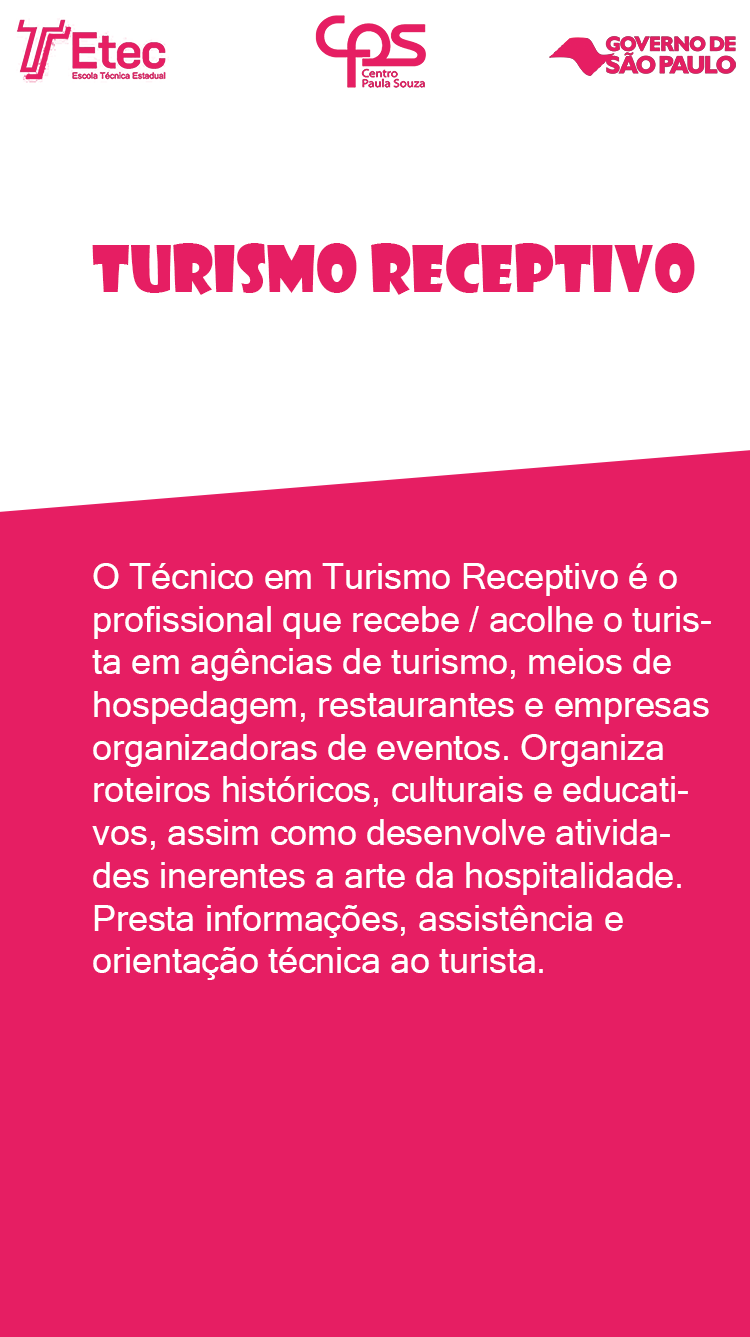 Etec
Escola Técnica Estadual
CPS
Centro
Paula Souza
GOVERNO DE
SÃO PAULO
TURISMO RECEPTIVO
O Técnico em Turismo Receptivo é o
profissional que recebe / acolhe o turis-
ta em agências de turismo, meios de
hospedagem, restaurantes e empresas
organizadoras de eventos. Organiza
roteiros históricos, culturais e educati-
vos, assim como desenvolve ativida-
des inerentes a arte da hospitalidade.
Presta informações, assistência e
orientação técnica ao turista.